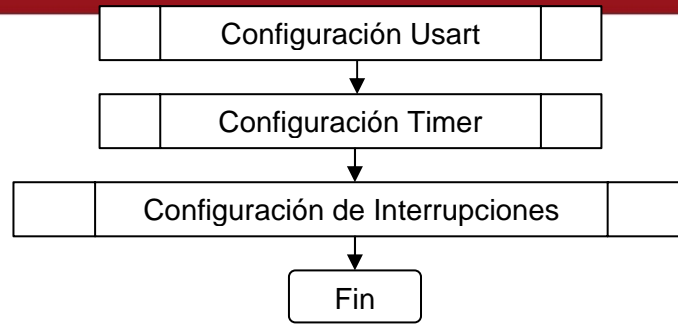 Configuración Usart
Configuración Timer
Configuración de Interrupciones
Fin